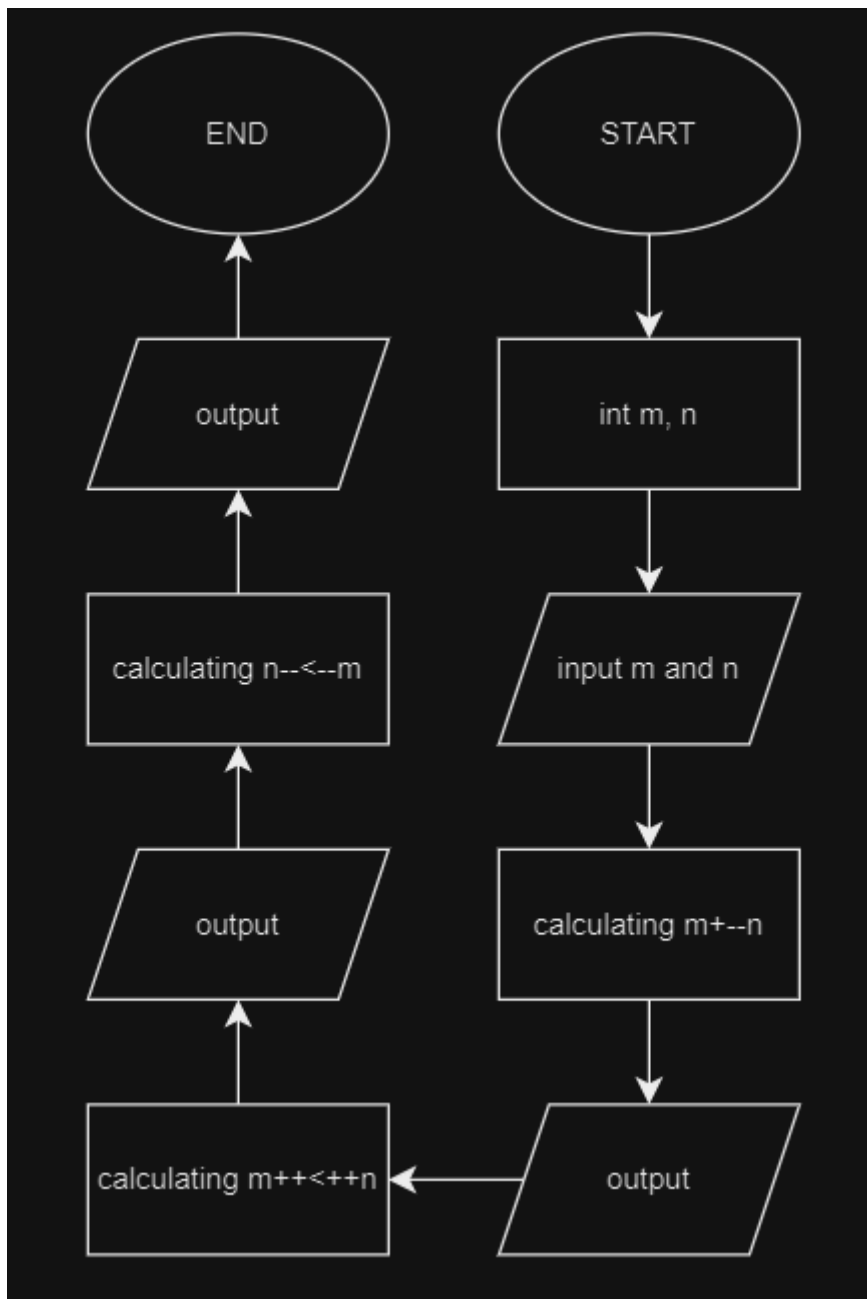 END
START
output
int m, n
calculating n--<--m
input m and n
output
calculating m+--n
calculating m++<++n
output